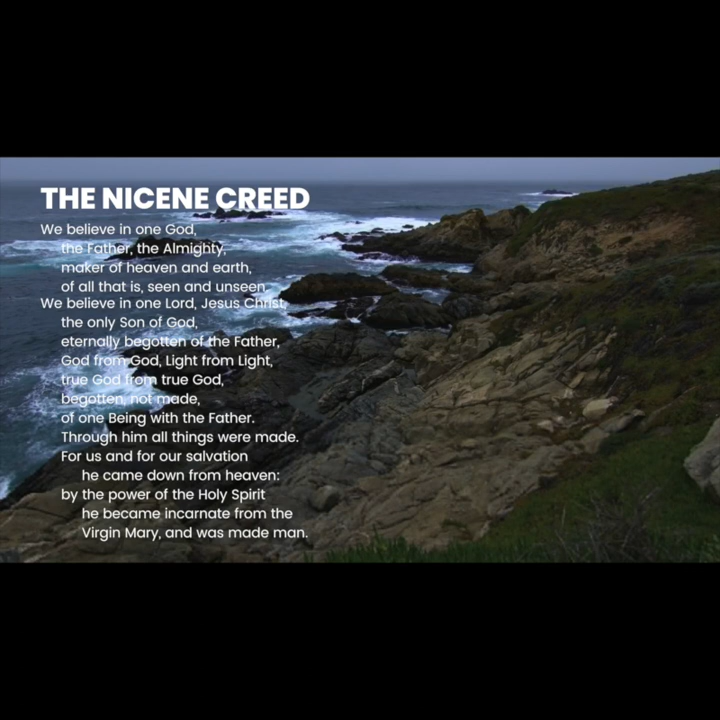 THE NICENE CREED
We believe in one God,
the Father, the Almighty,
maker of heaven and earth,
of all that is, seen and unseen.
We believe in one Lord, Jesus Christ,
the only Son of God,
eternally begotten of the Father,
God from God, Light from Light,
true God from true God,
begotten, not made,
of one Being with the Father.
Through him all things were made.
For us and for our salvation
he came down from heaven:
by the power of the Holy Spirit
he became incarnate from the
Virgin Mary, and was made man.